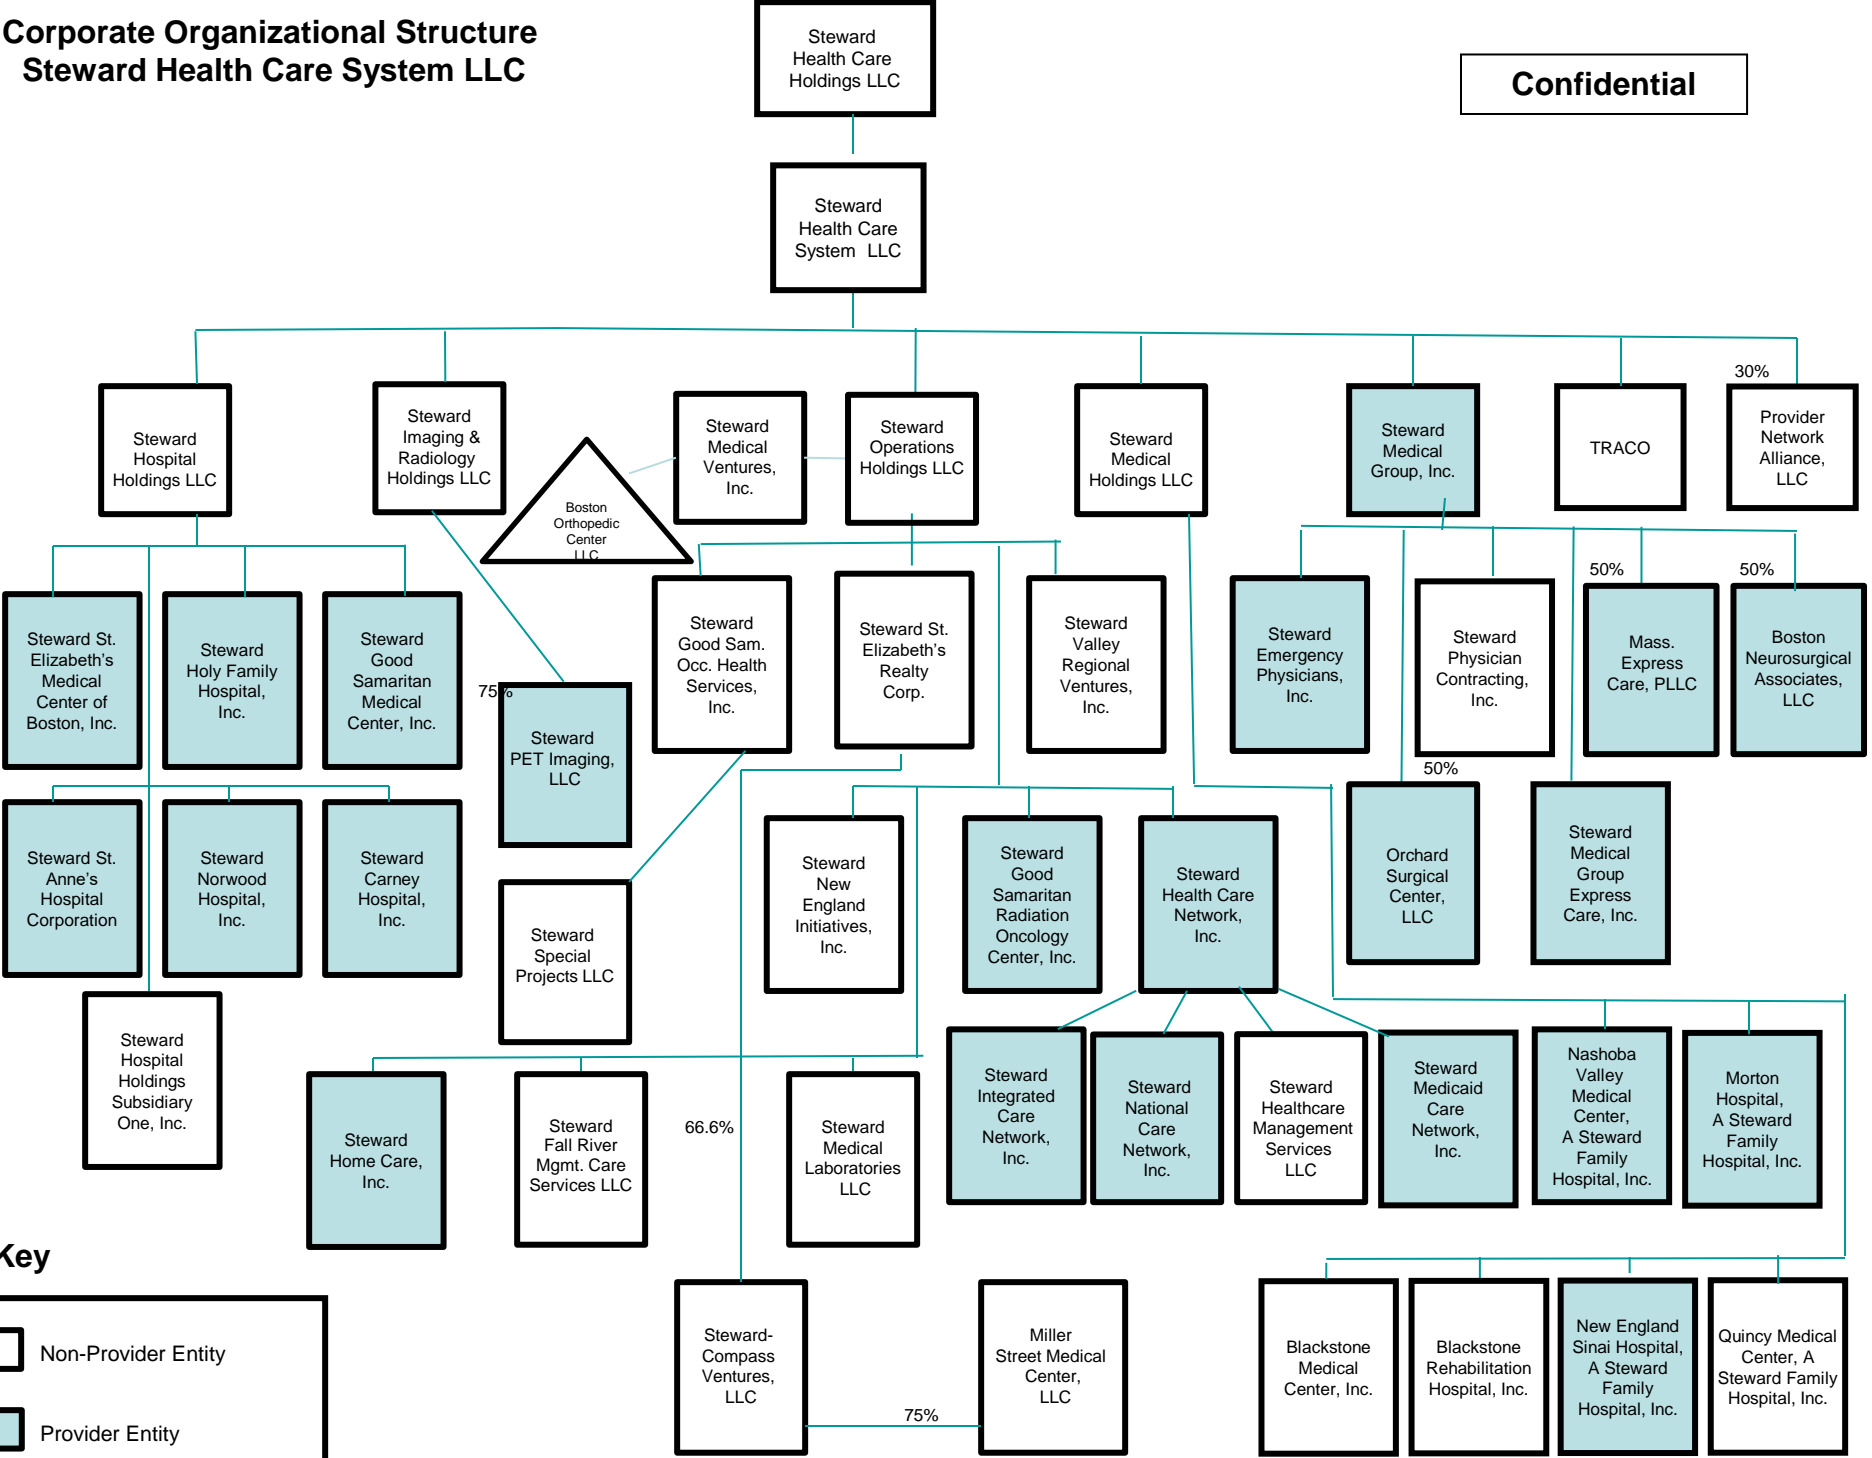 Corporate Organizational Structure
Steward Health Care System LLC
Confidential
Steward
Health Care
Holdings LLC
Steward
Health Care
System LLC
Steward
Hospital
Holdings LLC
Steward
Imaging &
Radiology
Holdings LLC
Boston
Orthopedic
Center
LLC
Steward
Medical
Ventures,
Inc.
Steward
Operations
Holdings LLC
Steward
Medical
Holdings LLC
Steward
Medical
Group, Inc.
TRACO
30%
Provider
Network
Alliance,
LLC
Steward St.
Elizabeth's
Medical
Center of
Boston, Inc.
Steward
Holy Family
Hospital,
Inc.
Steward
Good
Samaritan
Medical
Center, Inc.
75%
Steward
PET Imaging,
LLC
Steward
Good Sam.
Occ. Health
Services,
Inc.
Steward St.
Elizabeth's
Realty
Corp.
Steward
Valley
Regional
Ventures,
Inc.
Steward
Emergency
Physicians,
Inc.
Steward
Physician
Contracting,
Inc.
50%
Mass.
Express
Care, PLLC
50%
Boston
Neurosurgical
Associates,
LLC
Steward St.
Anne's
Hospital
Corporation
Steward
Norwood
Hospital,
Inc.
Steward
Carney
Hospital,
Inc.
Steward
Special
Projects LLC
Steward
New
England
Initiatives,
Inc.
Steward
Good
Samaritan
Radiation
Oncology
Center, Inc.
Steward
Health Care
Network,
Inc.
50%
Orchard
Surgical
Center,
LLC
Steward
Medical
Group
Express
Care, Inc.
Steward
Hospital
Holdings
Subsidiary
One, Inc.
Steward
Home Care,
Inc.
Steward
Fall River
Mgmt. Care
Services LLC
66.6%
Steward
Medical
Laboratories
LLC
Steward
Integrated
Care
Network,
Inc.
Steward
National
Care
Network,
Inc.
Steward
Healthcare
Management
Services
LLC
Steward
Medicaid
Care
Network,
Inc.
Nashoba
Valley
Medical
Center,
A Steward
Family
Hospital, Inc.
Morton
Hospital,
A Steward
Family
Hospital, Inc.
Key
Non-Provider Entity
Provider Entity
Steward-
Compass
Ventures,
LLC
75%
Miller
Street Medical
Center,
LLC
Blackstone
Medical
Center, Inc.
Blackstone
Rehabilitation
Hospital, Inc.
New England
Sinai Hospital,
A Steward
Family
Hospital, Inc.
Quincy Medical
Center, A
Steward Family
Hospital, Inc.